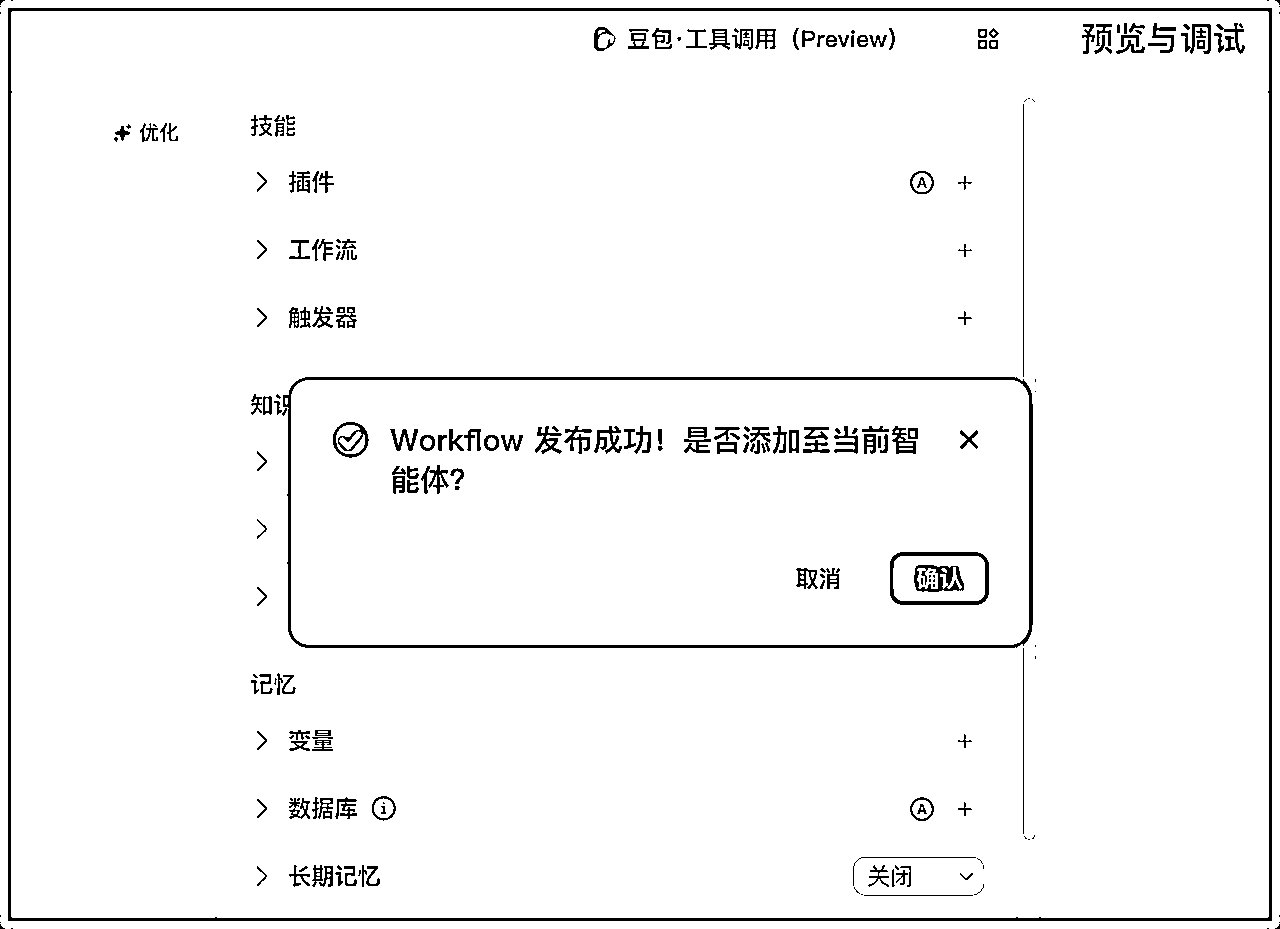 豆包·工具调用（Preview）
预览与调试
优化
技能
插件
工作流
触发器
知识
Workflow 发布成功！是否添加至当前智
能体？
取消
确认
记忆
变量
数据库
长期记忆
关闭